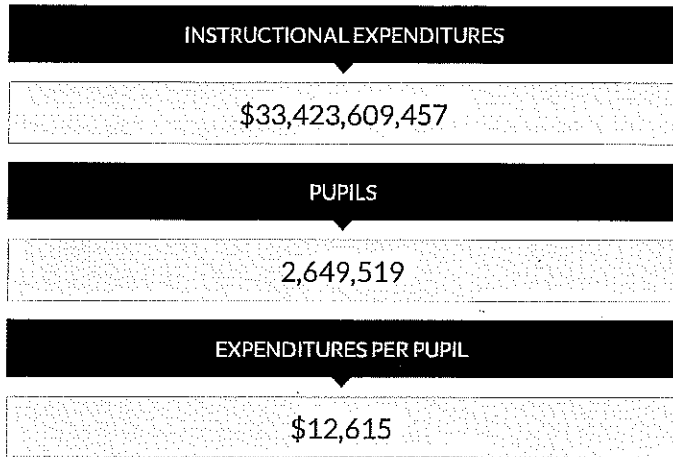 INSTRUCTIONAL EXPENDITURES
$33,423,609,457
PUPILS
2,649,519
EXPENDITURES PER PUPIL
$12,615